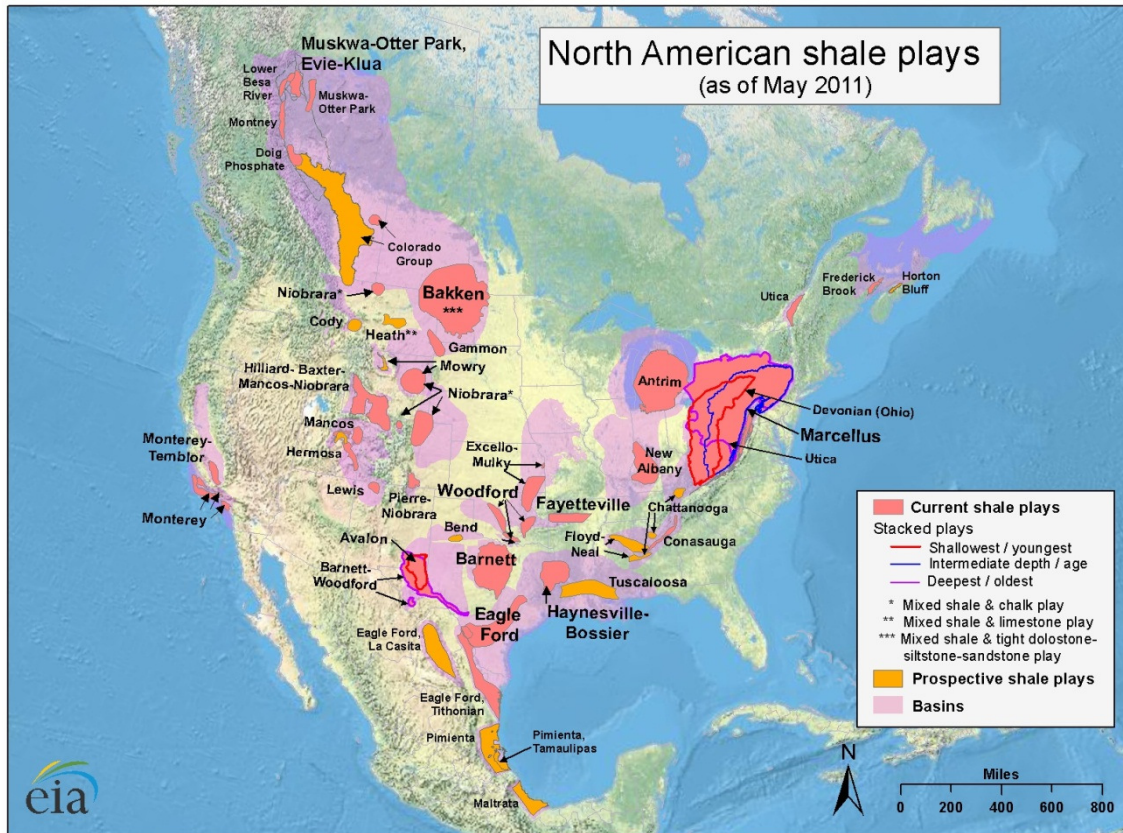 North American shale plays
(as of May 2011)
Muskwa-Otter Park,
Evie-Klua
Lower
Besa
River
Muskwa-
Otter Park
Montney
Doig
Phosphate
Colorado
Group
Niobrara*
Bakken
***
Cody
Heath**
Gammon
Mowry
Hilliard- Baxter-
Mancos-Niobrara
Niobrara*
Mancos
Hermosa
Monterey-
Temblor
Monterey
Lewis
Pierre-
Niobrara
Excello-
Mulky
Woodford
Fayetteville
Bend
Avalon
Barnett
Barnett-
Woodford
Eagle
Ford
Haynesville-
Bossier
Tuscaloosa
Floyd-
Neal
Conasauga
Chattanooga
New
Albany
Antrim
Devonian (Ohio)
Marcellus
Utica
Utica
Frederick
Brook
Horton
Bluff
Eagle Ford,
La Casita
Eagle Ford,
Tithonian
Pimienta
Pimienta,
Tamaulipas
Maltrata
Current shale plays
Stacked plays
Shallowest / youngest
Intermediate depth / age
Deepest / oldest
* Mixed shale & chalk play
** Mixed shale & limestone play
*** Mixed shale & tight dolostone-
siltstone-sandstone play
Prospective shale plays
Basins
N
Miles
0 200 400 600 800
eia